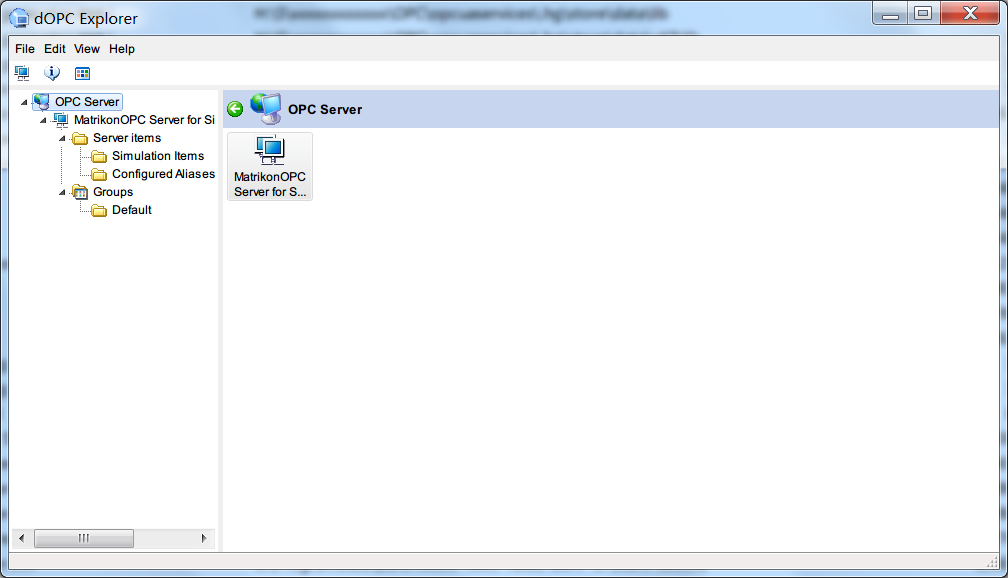 dOPC Explorer
File Edit View Help
OPC Server
MatrikonOPC Server for Si
Server items
Simulation Items
Configured Aliases
Groups
Default
OPC Server
MatrikonOPC
Server for S...